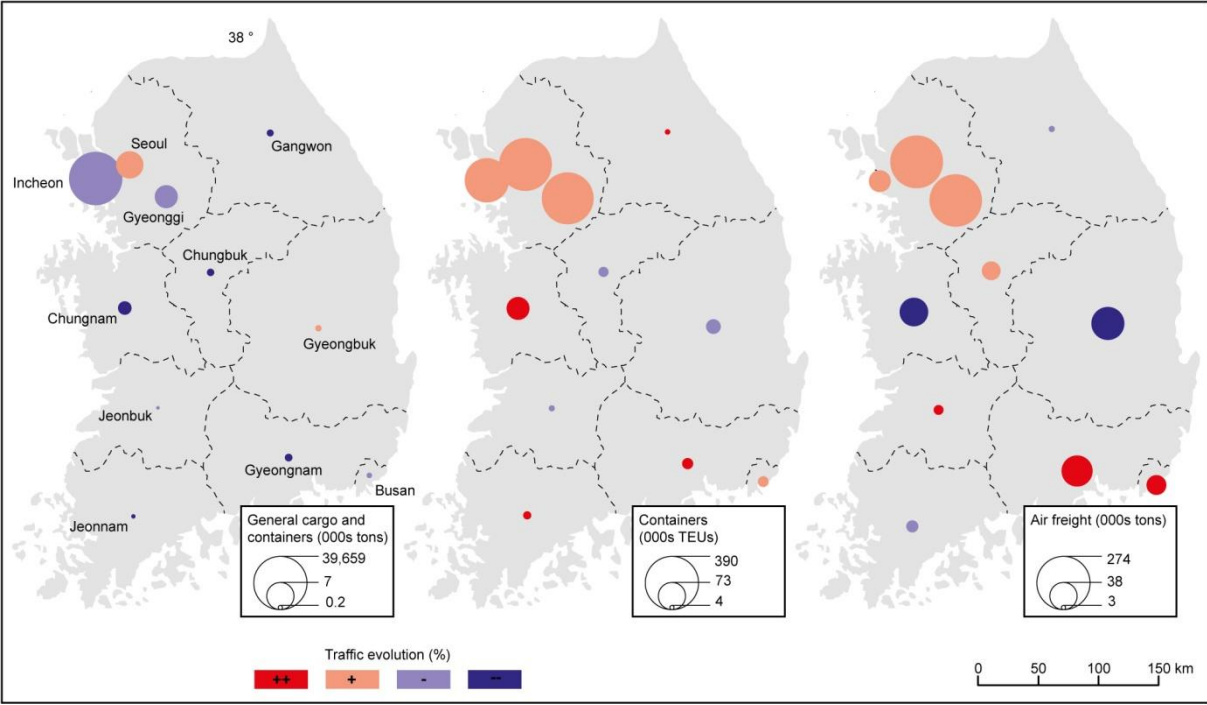 38 °
Seoul
Gangwon
Incheon
Gyeonggi
Chungbuk
Chungnam
Gyeongbuk
Jeonbuk
Gyeongnam
Busan
Jeonnam
General cargo and
containers (000s tons)
39,659
7
0.2
Containers
(000s TEUs)
390
73
4
Air freight (000s tons)
274
38
3
Traffic evolution (%)
++ + - --
0 50 100 150 km